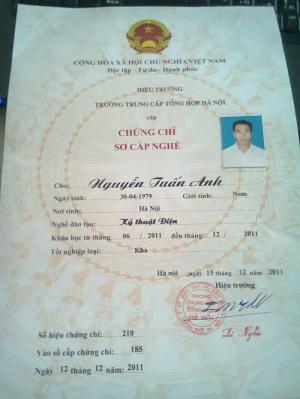 CỘNG HÒA XÃ HỘI CHỦ NGHĨA VIỆT NAM
Độc lập - Tự do - Hạnh phúc
HIỆU TRƯỞNG
TRƯỜNG TRUNG CẤP TỔNG HỢP HÀ NỘI
cấp
CHỨNG CHỈ
SƠ CẤP NGHỀ
Cho: Nguyễn Tuấn Anh
Ngày sinh: 30-04-1979 Giới tính: Nam
Nơi sinh: Hà Nội
Nghề đào tạo: Kỹ thuật Điện
Khóa học từ tháng 06 / 2011 đến tháng 12 / 2011
Tốt nghiệp loại: Khá
Hà nội , ngày 15 tháng 12 năm 2011
Hiệu trưởng
Số hiệu chứng chỉ: 210
Vào sổ cấp chứng chỉ: 185
Ngày 12 tháng 12 năm: 2011